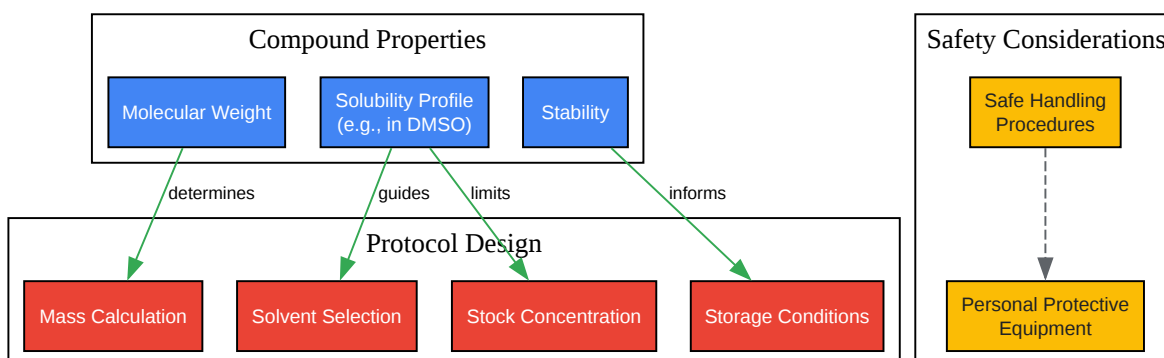 Compound Properties
Molecular Weight
Solubility Profile
(e.g., in DMSO)
Stability
determines
guides
limits
informs
Protocol Design
Mass Calculation
Solvent Selection
Stock Concentration
Storage Conditions
Safety Considerations
Safe Handling
Procedures
Personal Protective
Equipment